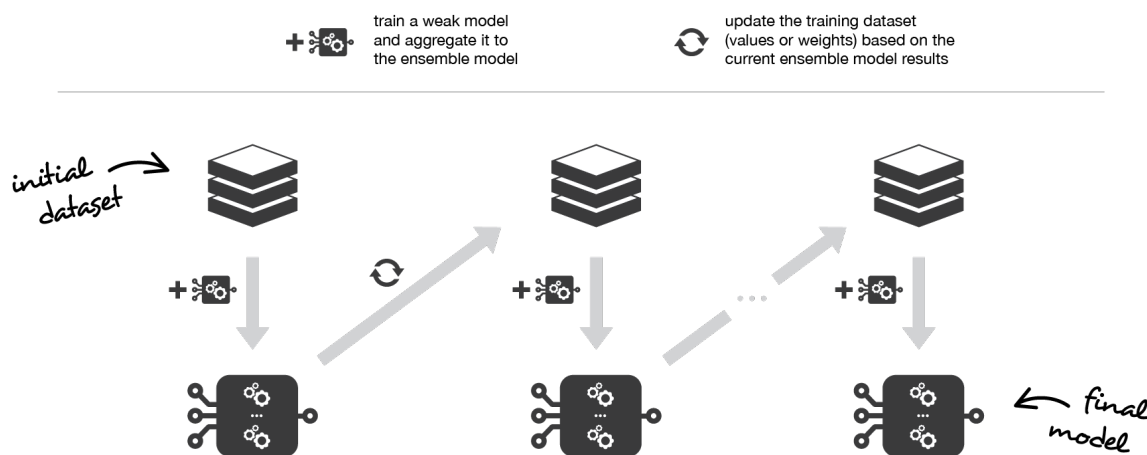 train a weak model
and aggregate it to
the ensemble model
update the training dataset
(values or weights) based on the
current ensemble model results
initial
dataset
final
model